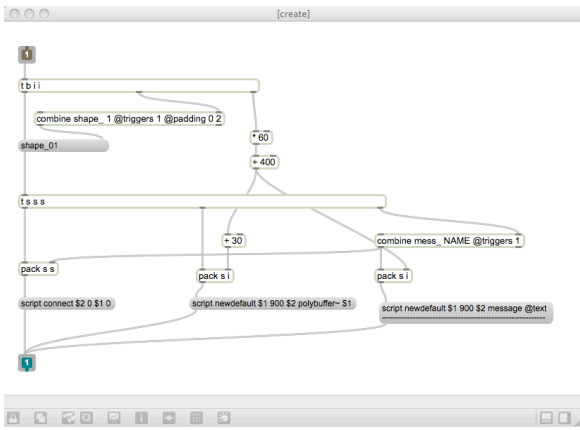 [create]
1
t b i i
combine shape_ 1 @triggers 1 @padding 0 2
* 60
shape_01
+ 400
t s s s
+ 30
combine mess_ NAME @triggers 1
pack s s
pack s i
pack s i
script connect $2 0 $1 0
script newdefault $1 900 $2 polybuffer~ $1
script newdefault $1 900 $2 message @text
------------------------------------------------------
1